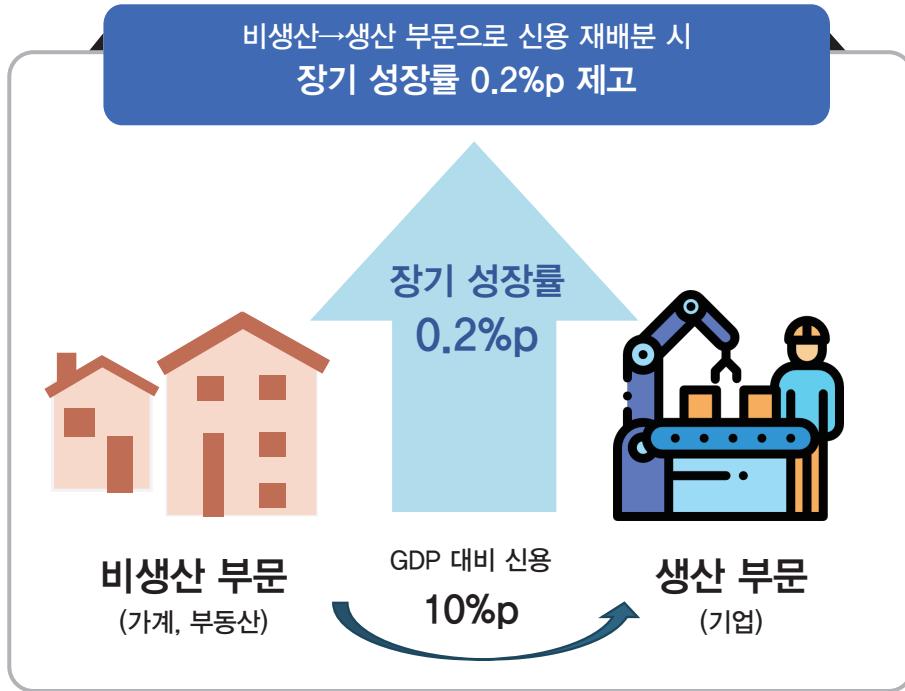 비생산→생산 부문으로 신용 재배분 시
장기 성장률 0.2%p 제고
장기 성장률
0.2%p
비생산 부문
(가계, 부동산)
GDP 대비 신용
10%p
생산 부문
(기업)